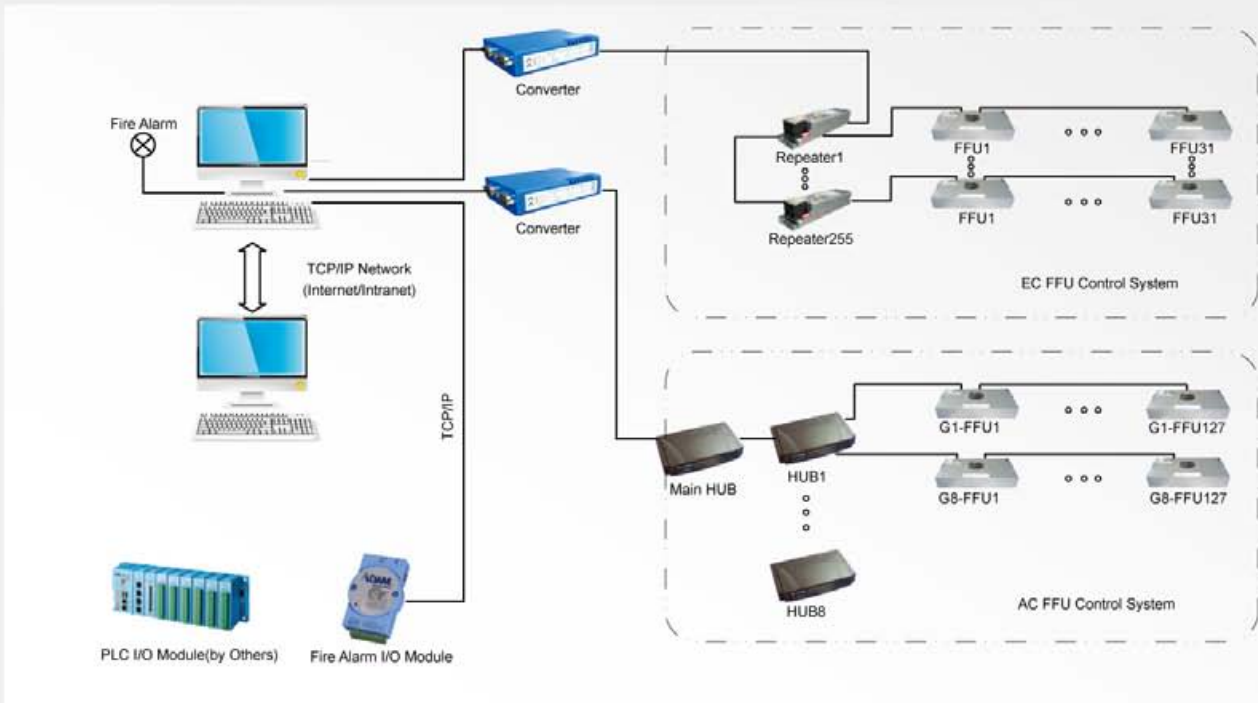 Converter
Fire Alarm
Repeater1
FFU1
FFU31
Converter
Repeater255
FFU1
FFU31
TCP/IP Network
(Internet/Intranet)
EC FFU Control System
TCP/IP
G1-FFU1
G1-FFU127
Main HUB
HUB1
G8-FFU1
G8-FFU127
ADAM
HUB8
AC FFU Control System
PLC I/O Module(by Others)
Fire Alarm I/O Module